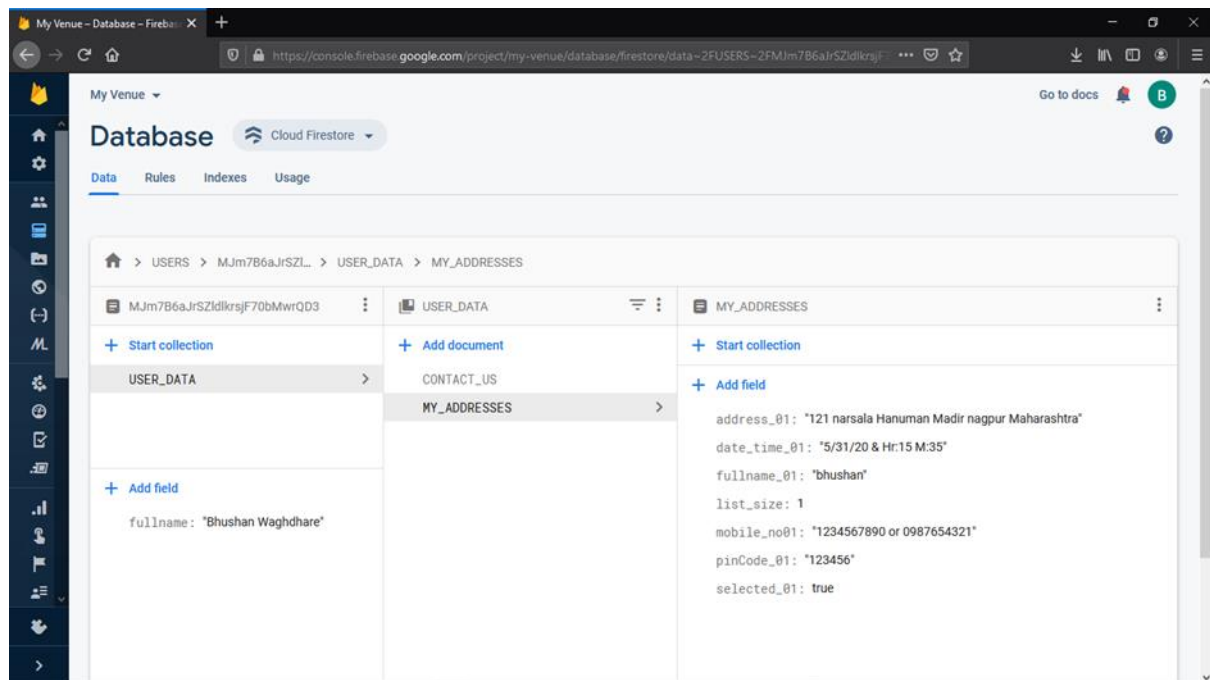 My Venue – Database – Fireba
https://console.firebase.google.com/project/my-venue/database/firestore/data~2FUSERS~2FMJm7B6aJrSZldlkrsjF7
My Venue
Go to docs
B
Database
Cloud Firestore
?
Data Rules Indexes Usage
> USERS > MJm7B6aJrSZl... > USER_DATA > MY_ADDRESSES
MJm7B6aJrSZldlkrsjF70bMwrQD3
USER_DATA
MY_ADDRESSES
+ Start collection
+ Add document
+ Start collection
USER_DATA
CONTACT_US
MY_ADDRESSES
+ Add field
address_01: "121 narsala Hanuman Madir nagpur Maharashtra"
date_time_01: "5/31/20 & Hr:15 M:35"
fullname_01: "bhushan"
list_size: 1
mobile_no01: "1234567890 or 0987654321"
pinCode_01: "123456"
selected_01: true
+ Add field
fullname: "Bhushan Waghdhare"